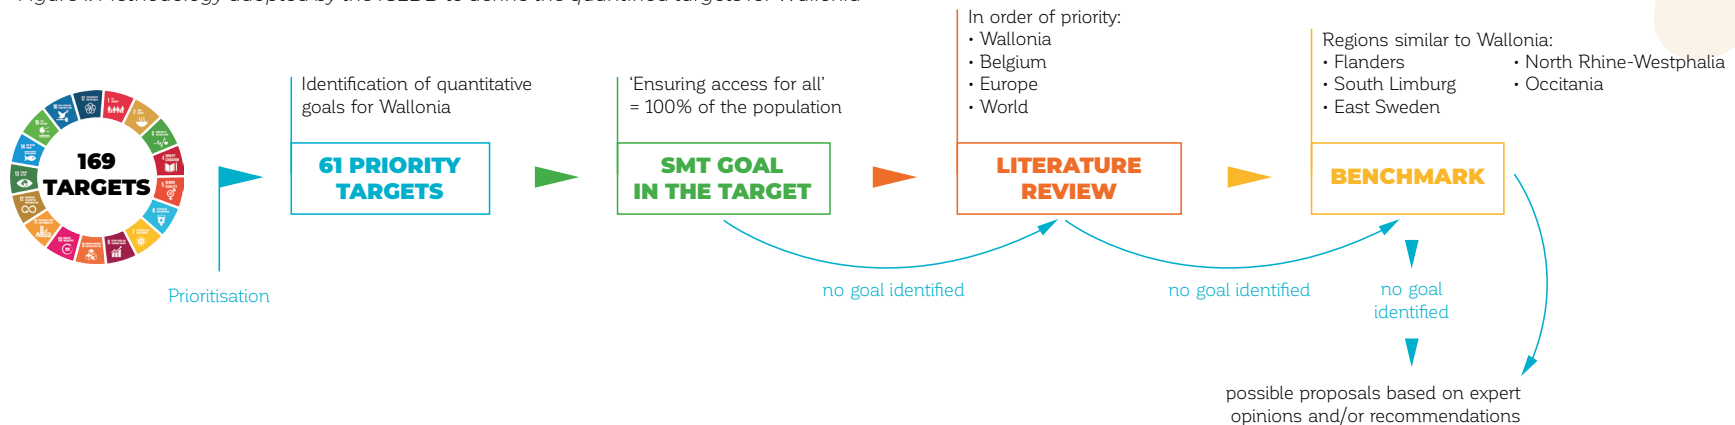 In order of priority:
• Wallonia
• Belgium
• Europe
• World
Regions similar to Wallonia:
• Flanders
• South Limburg
• East Sweden
• North Rhine-Westphalia
• Occitania
Identification of quantitative
goals for Wallonia
'Ensuring access for all'
= 100% of the population
169
TARGETS
61 PRIORITY
TARGETS
SMT GOAL
IN THE TARGET
LITERATURE
REVIEW
BENCHMARK
Prioritisation
no goal identified
no goal identified
no goal
identified
possible proposals based on expert
opinions and/or recommendations